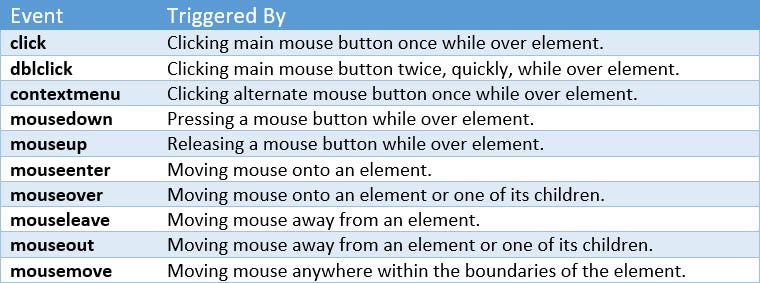 Event Triggered By
click Clicking main mouse button once while over element.
dblclick Clicking main mouse button twice, quickly, while over element.
contextmenu Clicking alternate mouse button once while over element.
mousedown Pressing a mouse button while over element.
mouseup Releasing a mouse button while over element.
mouseenter Moving mouse onto an element.
mouseover Moving mouse onto an element or one of its children.
mouseleave Moving mouse away from an element.
mouseout Moving mouse away from an element or one of its children.
mousemove Moving mouse anywhere within the boundaries of the element.